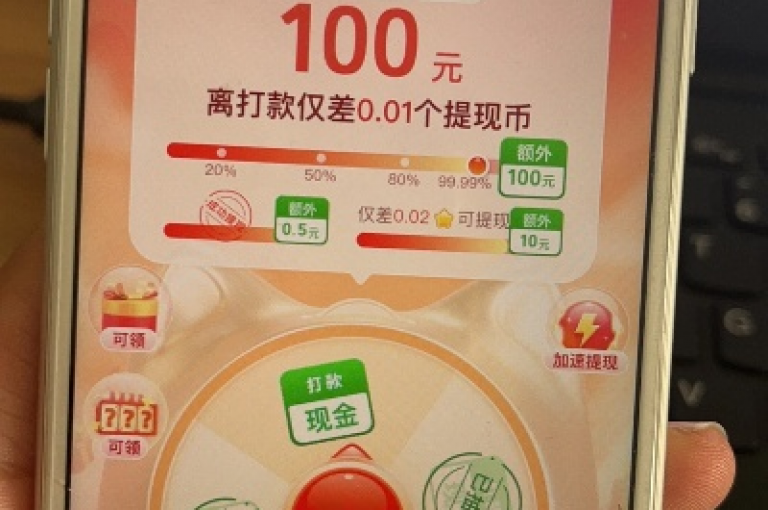 100 元
离打款仅差0.01个提现币
20% 50% 80% 99.99%
额外
100元
额外
0.5元
仅差0.02 可提现
额外
10元
可领
加速提现
打款
现金
???
可领